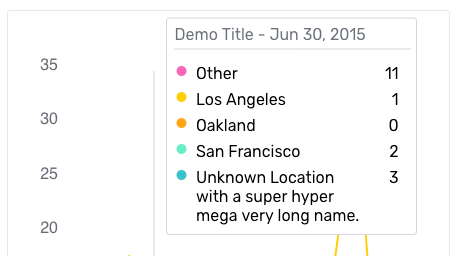 Demo Title - Jun 30, 2015
35
Other 11
Los Angeles 1
30
Oakland 0
San Francisco 2
25
Unknown Location 3
with a super hyper
mega very long name.
20